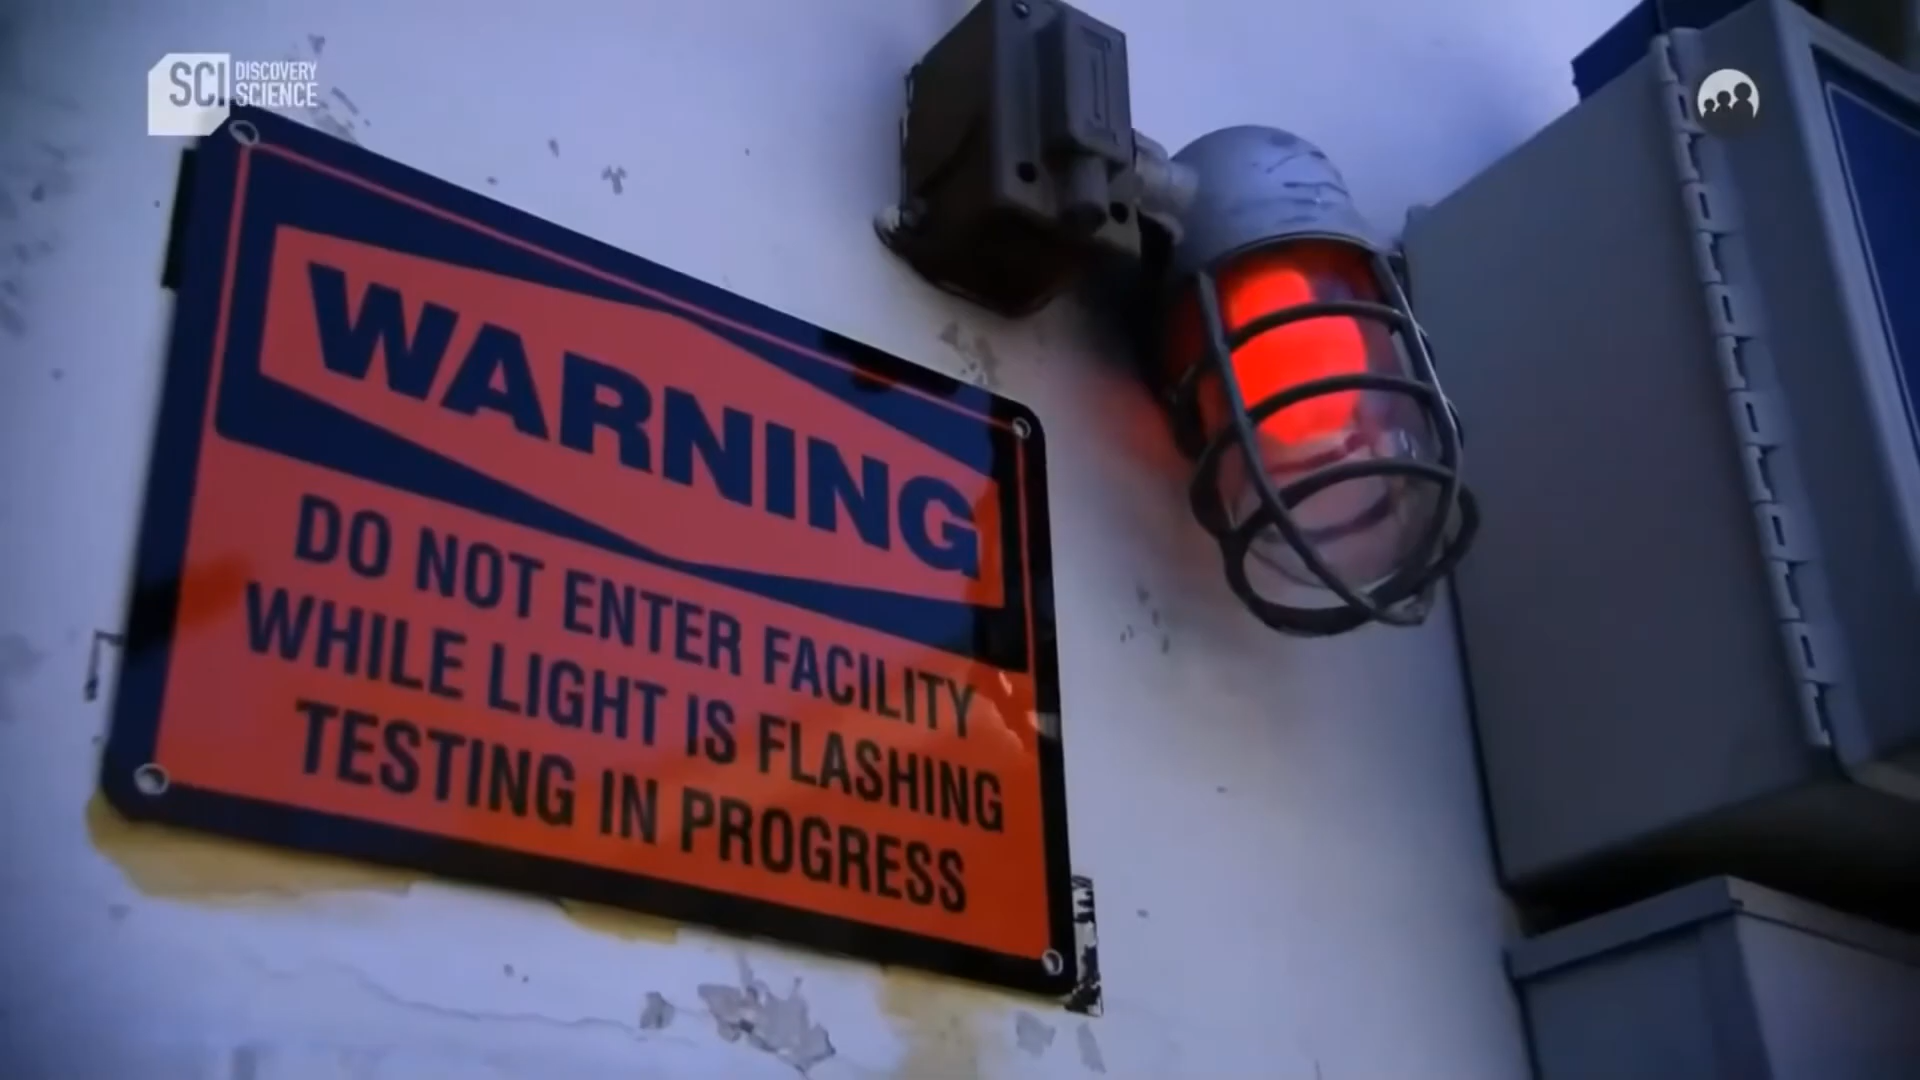 SCI DISCOVERY
SCIENCE
WARNING
DO NOT ENTER FACILITY
WHILE LIGHT IS FLASHING
TESTING IN PROGRESS